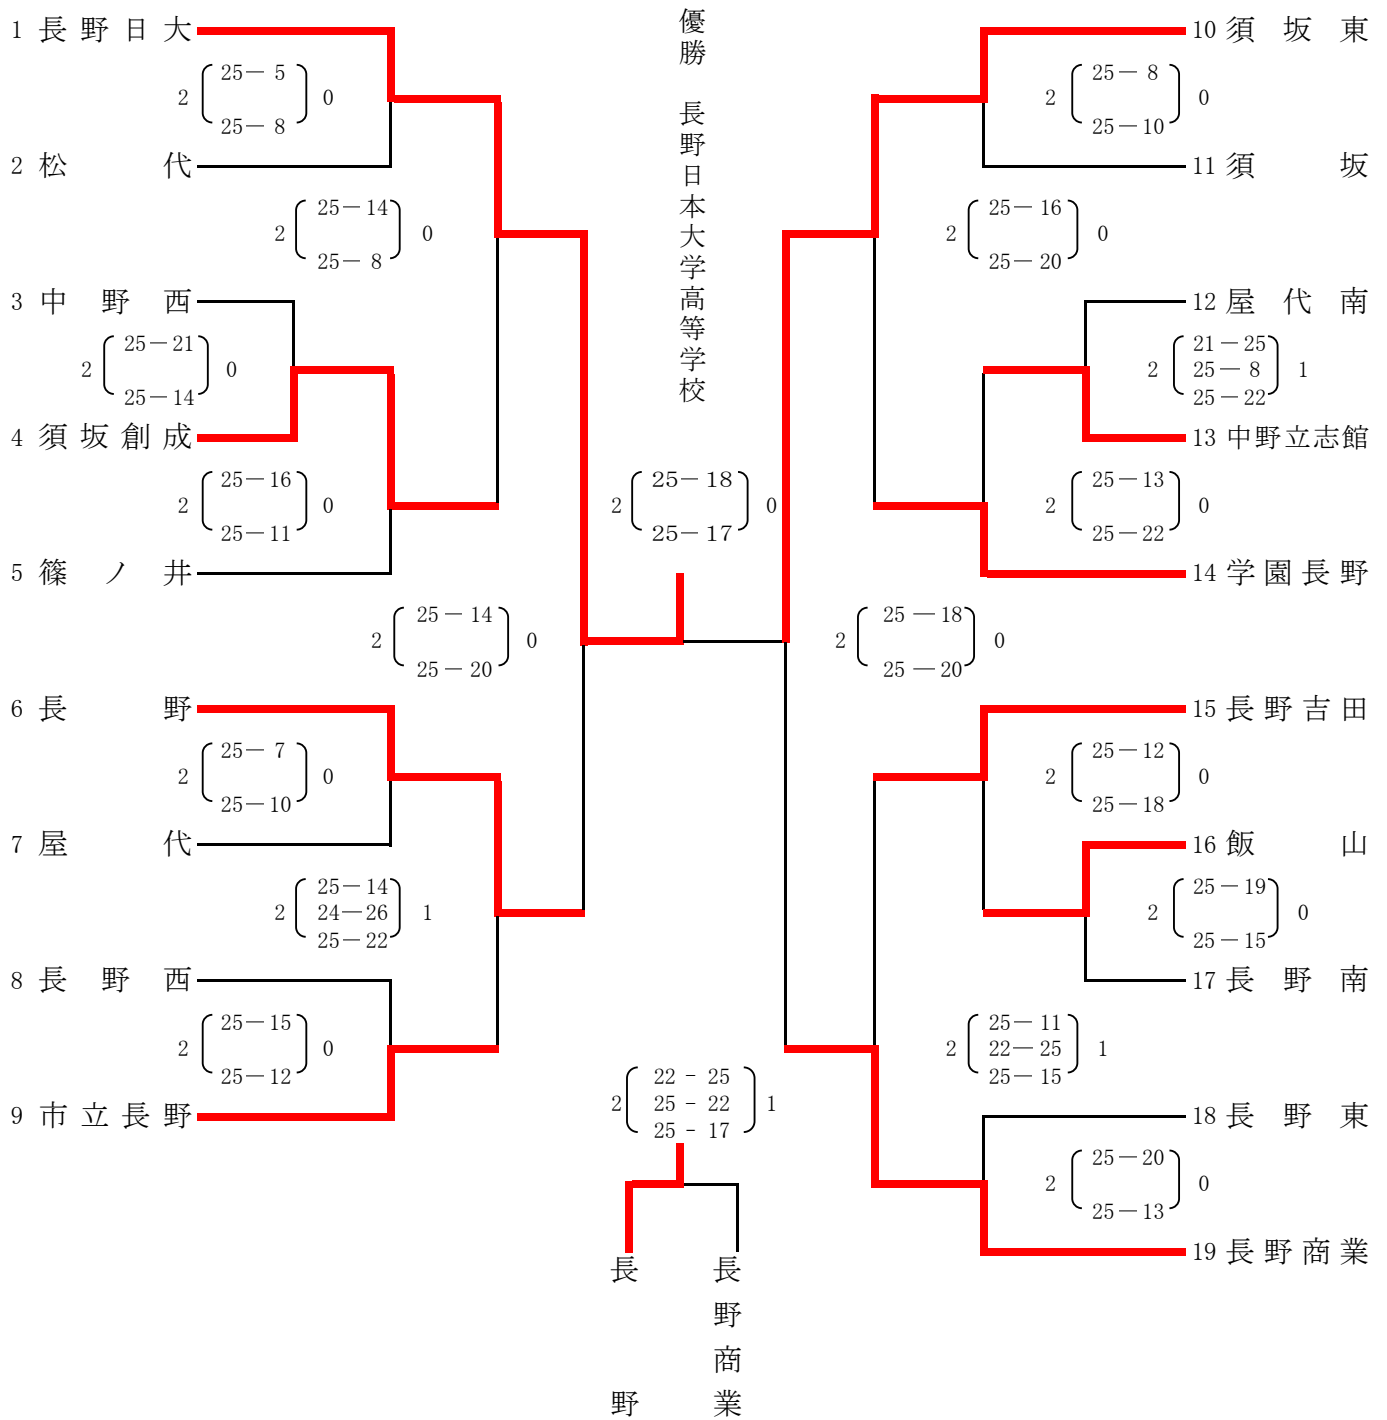 優勝 長野日本大学高等学校
1 長野日大
25－ 5
2 0
25－ 8
2 松代
25－14
2 0
25－ 8
3 中野西
25－21
2 0
25－14
4 須坂創成
25－16
2 0
25－11
5 篠ノ井
25－14
2 0
25－20
6 長野
25－ 7
2 0
25－10
7 屋代
25－14
2 24－26 1
25－22
8 長野西
25－15
2 0
25－12
9 市立長野
25－18
2 0
25－17
10 須坂東
25－ 8
2 0
25－10
11 須坂
25－16
2 0
25－20
12 屋代南
21－25
2 25－ 8 1
25－22
13 中野立志館
25－13
2 0
25－22
14 学園長野
25－18
2 0
25－20
15 長野吉田
25－12
2 0
25－18
16 飯山
25－19
2 0
25－15
17 長野南
25－11
2 22－25 1
25－15
18 長野東
25－20
2 0
25－13
19 長野商業
22 - 25
2 25 - 22 1
25 - 17
長野
長野商業